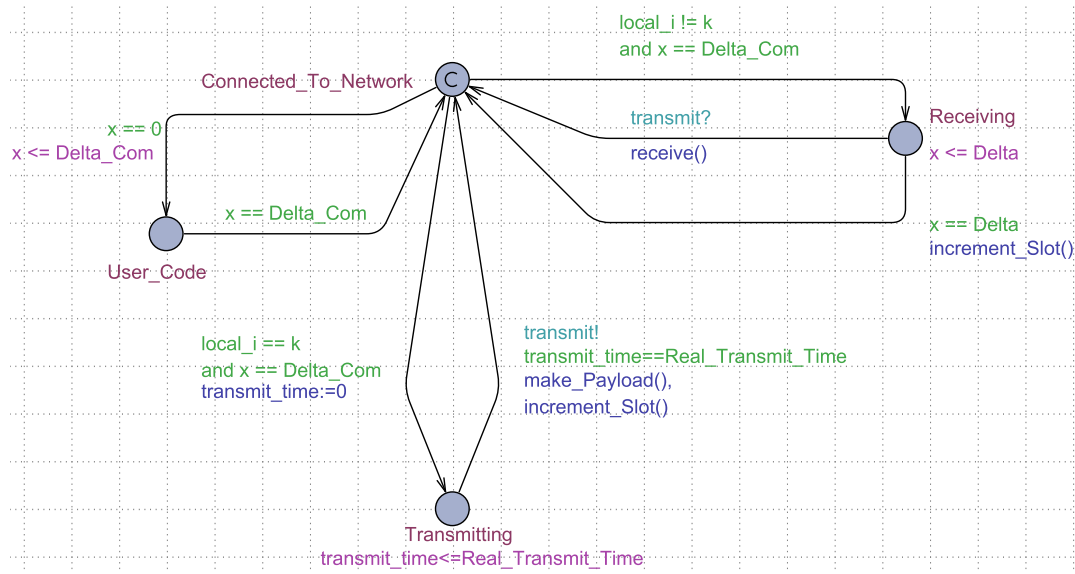 local_i != k
and x == Delta_Com
Connected_To_Network
C
transmit?
receive()
Receiving
x <= Delta
x == 0
x <= Delta_Com
x == Delta_Com
User_Code
x == Delta
increment_Slot()
local_i == k
and x == Delta_Com
transmit_time:=0
transmit!
transmit_time==Real_Transmit_Time
make_Payload(),
increment_Slot()
Transmitting
transmit_time<=Real_Transmit_Time